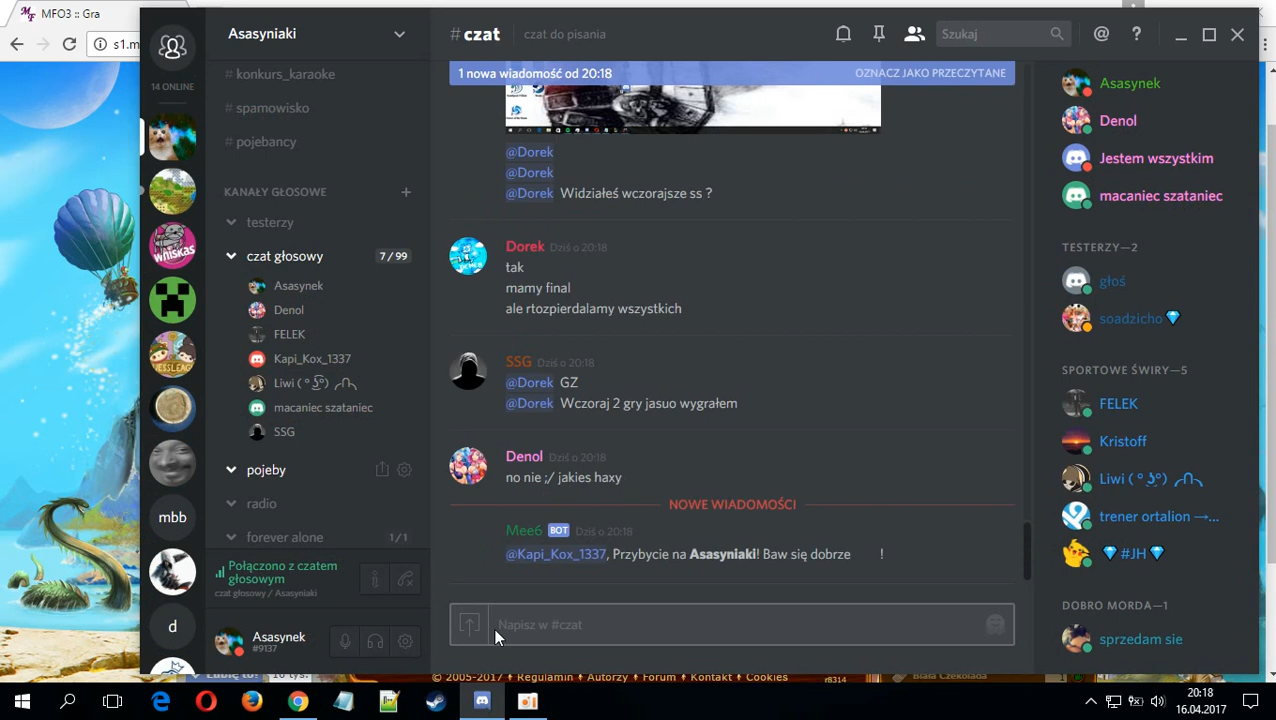 MFO3 :: Gra
s1.m
14 ONLINE
mbb
d
Asasyniaki
# konkurs_karaoke
# spamowisko
# pojebancy
KANAŁY GŁOSOWE
testerzy
czat głosowy 7 / 99
Asasynek
Denol
FELEK
Kapi_Kox_1337
Liwi ( ° ͜ʖ͡°) ╭∩╮
macaniec szataniec
SSG
pojeby
radio
forever alone 1/1
Połączono z czatem
głosowym
czat głosowy / Asasyniaki
Asasynek
#9137
#czat czat do pisania
Szukaj
1 nowa wiadomość od 20:18 OZNACZ JAKO PRZECZYTANE
@Dorek
@Dorek
@Dorek Widziałeś wczorajsze ss ?
Dorek Dziś o 20:18
tak
mamy final
ale rtozpierdalamy wszystkich
SSG Dziś o 20:18
@Dorek GZ
@Dorek Wczoraj 2 gry jasuo wygrałem
Denol Dziś o 20:18
no nie ;/ jakies haxy
NOWE WIADOMOŚCI
Mee6 BOT Dziś o 20:18
@Kapi_Kox_1337, Przybycie na Asasyniaki! Baw się dobrze !
Napisz w #czat
Asasynek
Denol
Jestem wszystkim
macaniec szataniec
TESTERZY—2
głoś
soadzicho 💎
SPORTOWE ŚWIRY—5
FELEK
Kristoff
Liwi ( ° ͜ʖ͡°) ╭∩╮
trener ortalion →...
💎 #JH 💎
DOBRO MORDA—1
sprzedam sie
WHISKAS
© 2005-2017 • Regulamin • Autorzy • Forum • Kontakt • Cookies
r8314
Biała Czekolada
20:18
16.04.2017